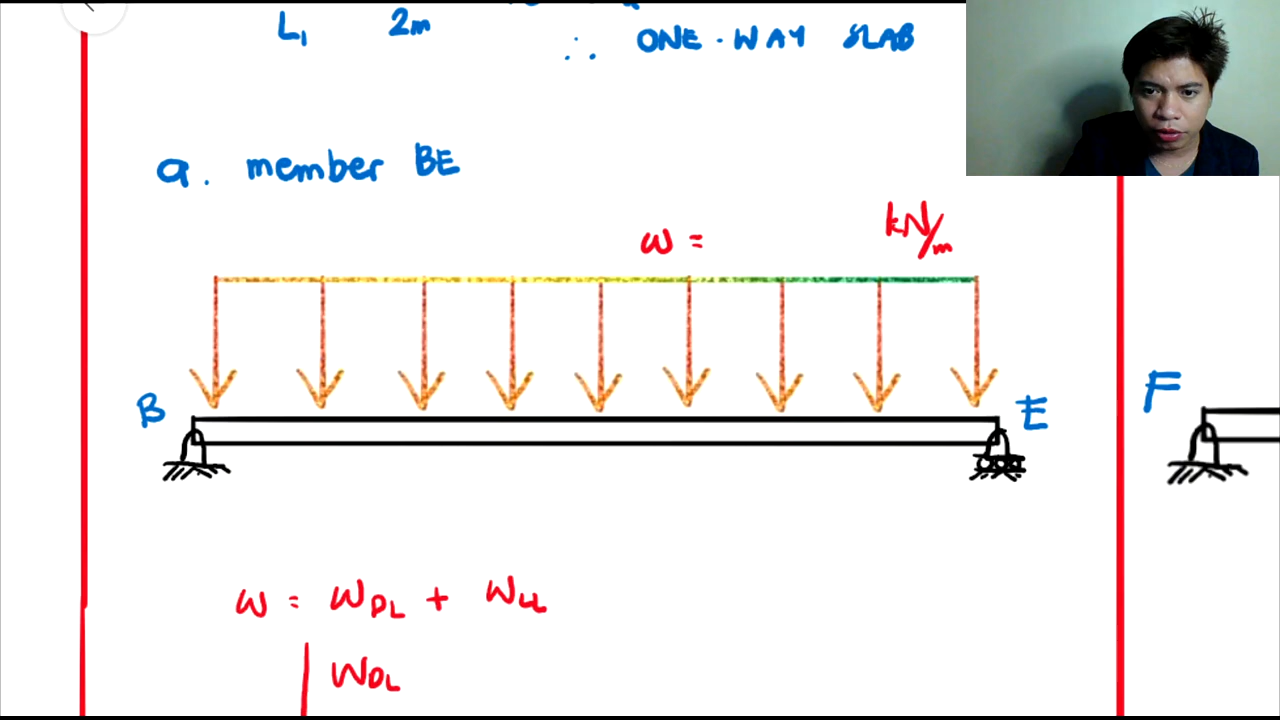 L₁ 2m
∴ ONE-WAY SLAB
a. member BE
w = kN/m
B E F
w = wDL + wLL
wDL